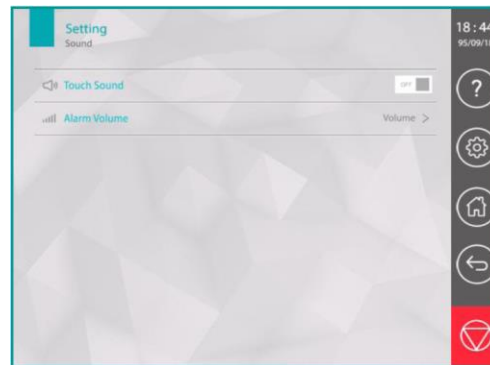 Setting
Sound
Touch Sound
OFF
Alarm Volume
Volume >
18:44
?